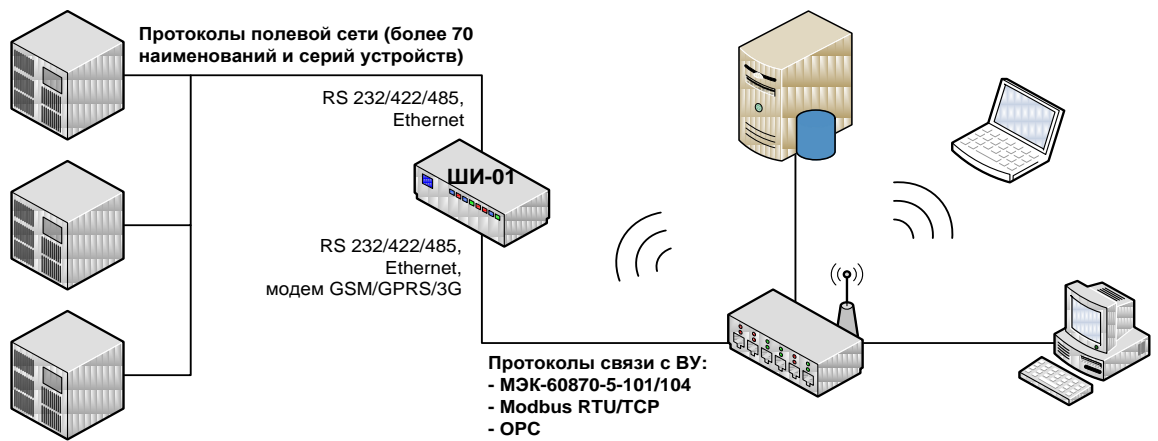 Протоколы полевой сети (более 70
наименований и серий устройств)
RS 232/422/485,
Ethernet
ШИ-01
RS 232/422/485,
Ethernet,
модем GSM/GPRS/3G
Протоколы связи с ВУ:
- МЭК-60870-5-101/104
- Modbus RTU/TCP
- OPC